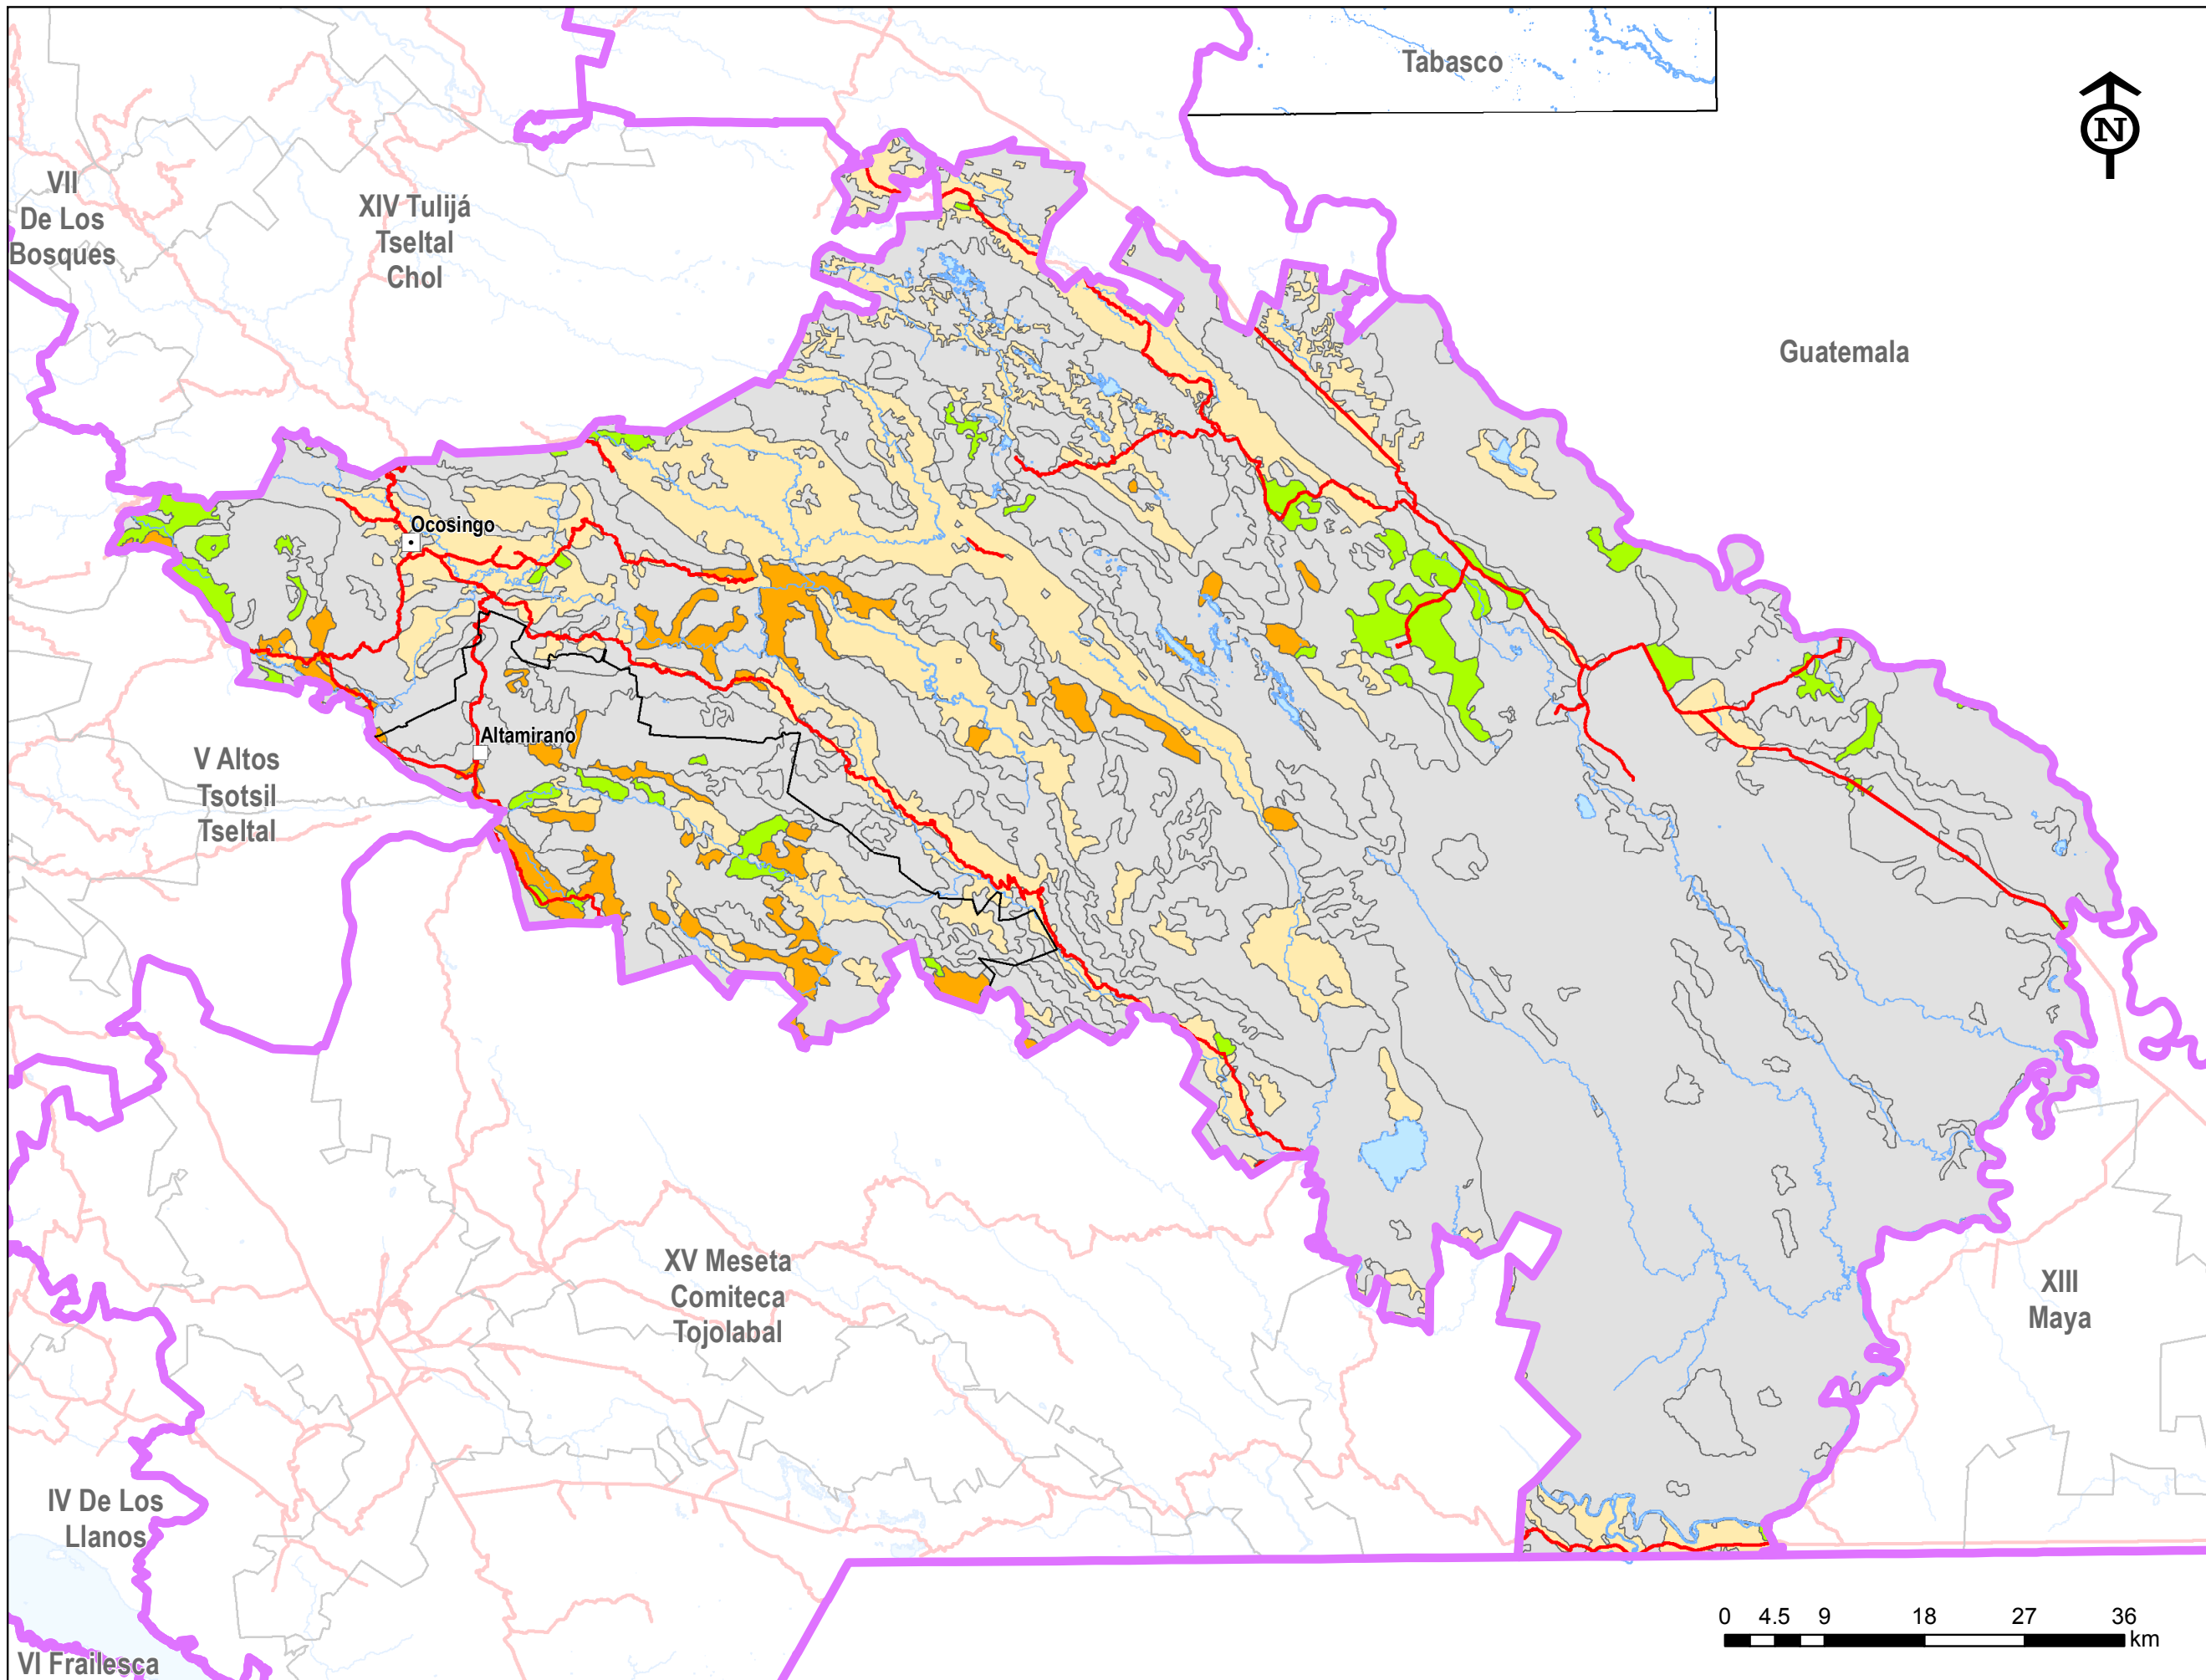 Tabasco
N
VII
De Los
Bosques
XIV Tulijá
Tseltal
Chol
Guatemala
Ocosingo
Altamirano
V Altos
Tsotsil
Tseltal
XV Meseta
Comiteca
Tojolabal
XIII
Maya
IV De Los
Llanos
VI Frailesca
0 4.5 9 18 27 36
km